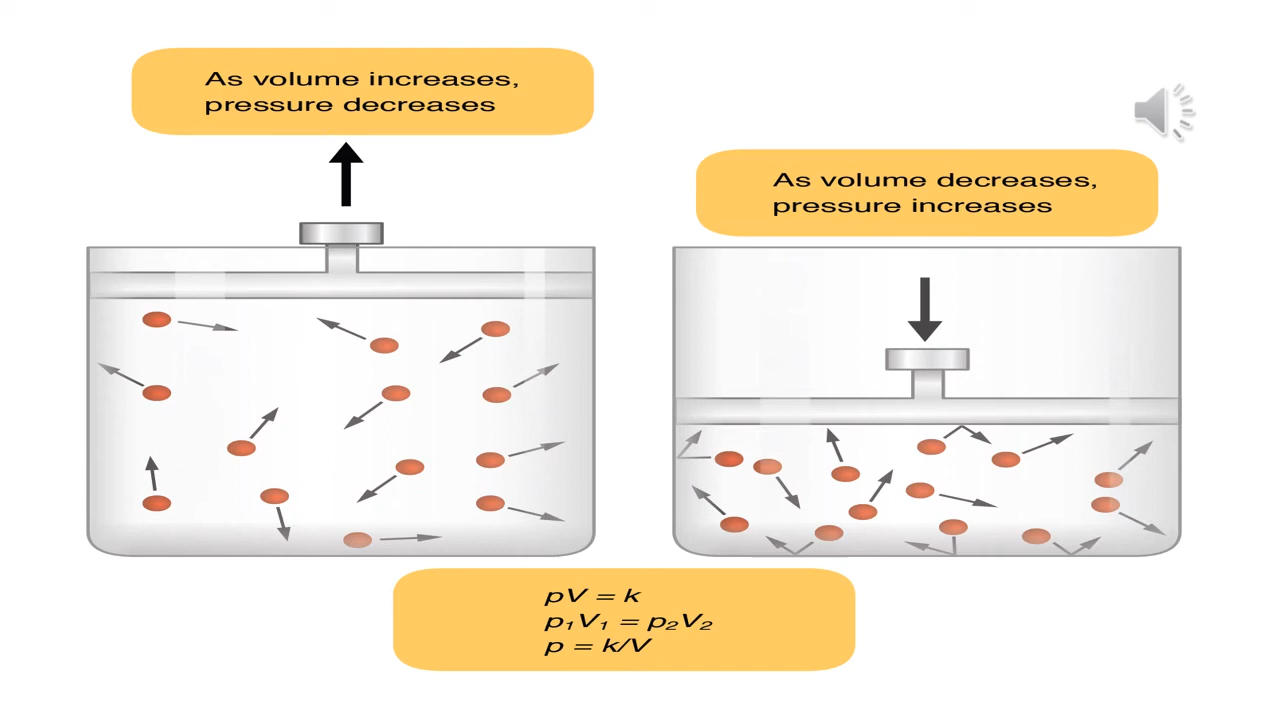 As volume increases,
pressure decreases
As volume decreases,
pressure increases
pV = k
p₁V₁ = p₂V₂
p = k/V